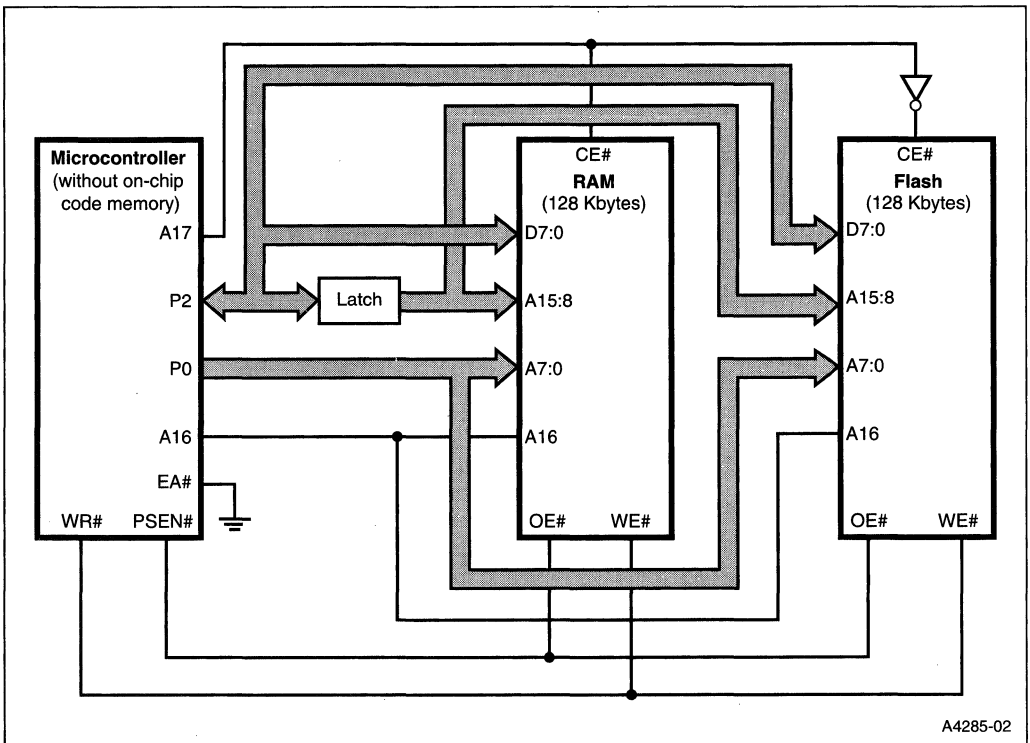 Microcontroller
(without on-chip
code memory)
A17
P2
P0
A16
EA#
WR# PSEN#
Latch
CE#
RAM
(128 Kbytes)
D7:0
A15:8
A7:0
A16
OE# WE#
CE#
Flash
(128 Kbytes)
D7:0
A15:8
A7:0
A16
OE# WE#
A4285-02